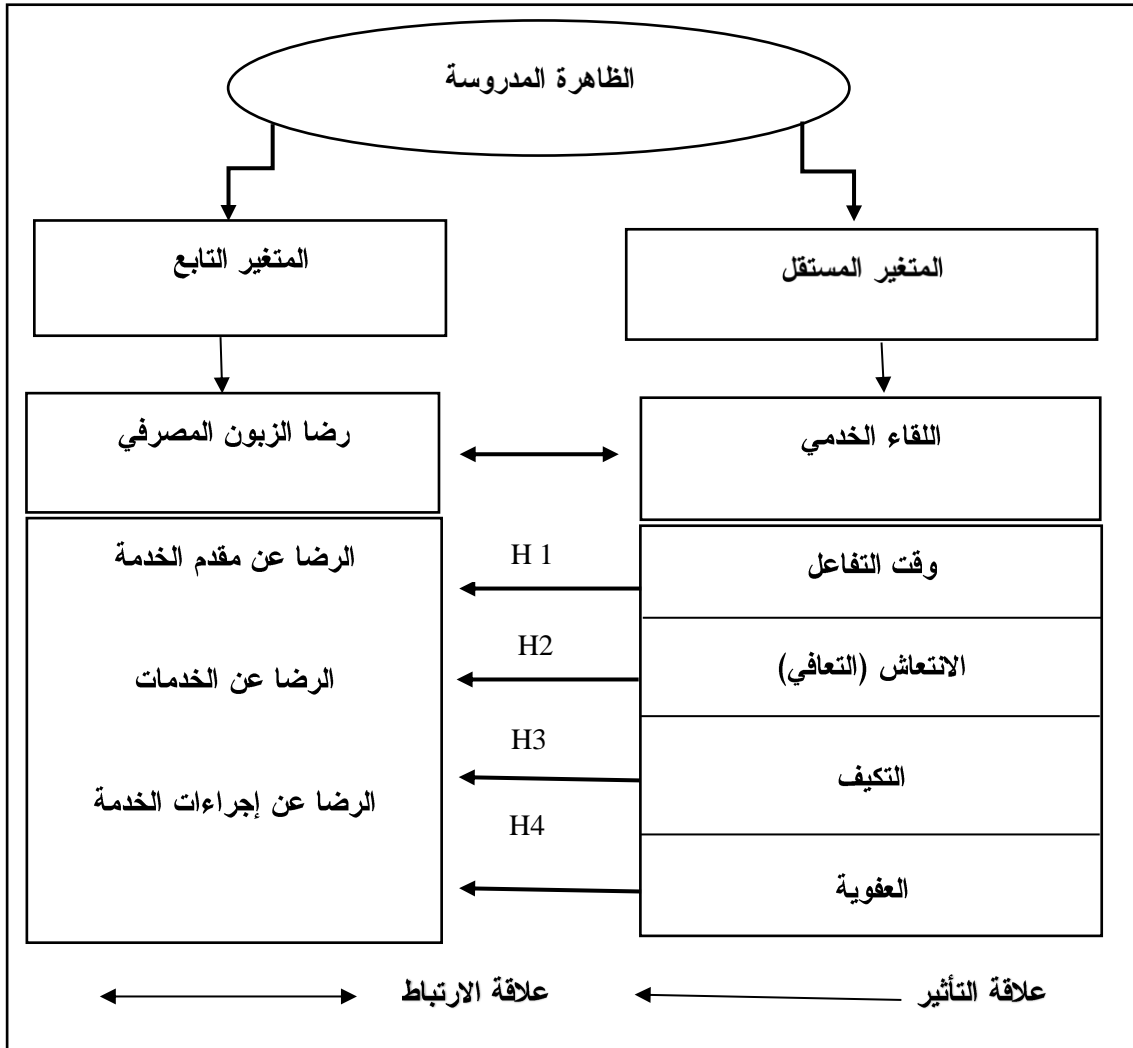 الظاهرة المدروسة
المتغير المستقل
المتغير التابع
اللقاء الخدمي
رضا الزبون المصرفي
وقت التفاعل
H 1
الرضا عن مقدم الخدمة
الانتعاش (التعافي)
H2
الرضا عن الخدمات
التكيف
H3
الرضا عن إجراءات الخدمة
العفوية
H4
علاقة التأثير
علاقة الارتباط